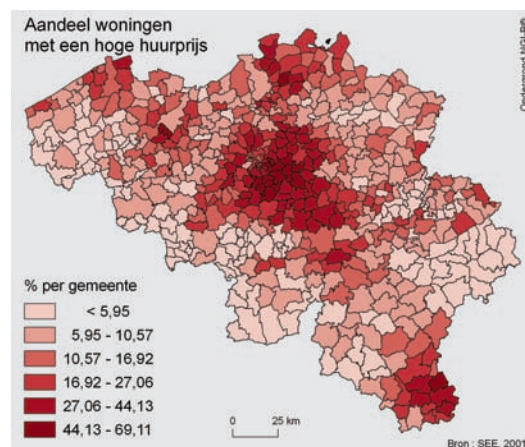 Aandeel woningen
met een hoge huurprijs
% per gemeente
< 5,95
5,95 - 10,57
10,57 - 16,92
16,92 - 27,06
27,06 - 44,13
44,13 - 69,11
0 25 km
Bron : SEE, 2001